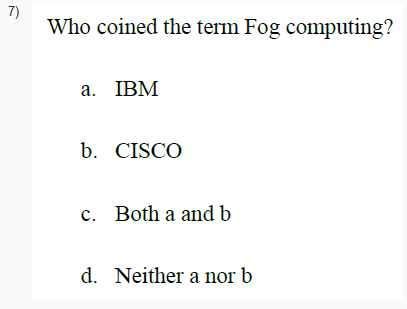 7)
Who coined the term Fog computing?
a. IBM
b. CISCO
c. Both a and b
d. Neither a nor b